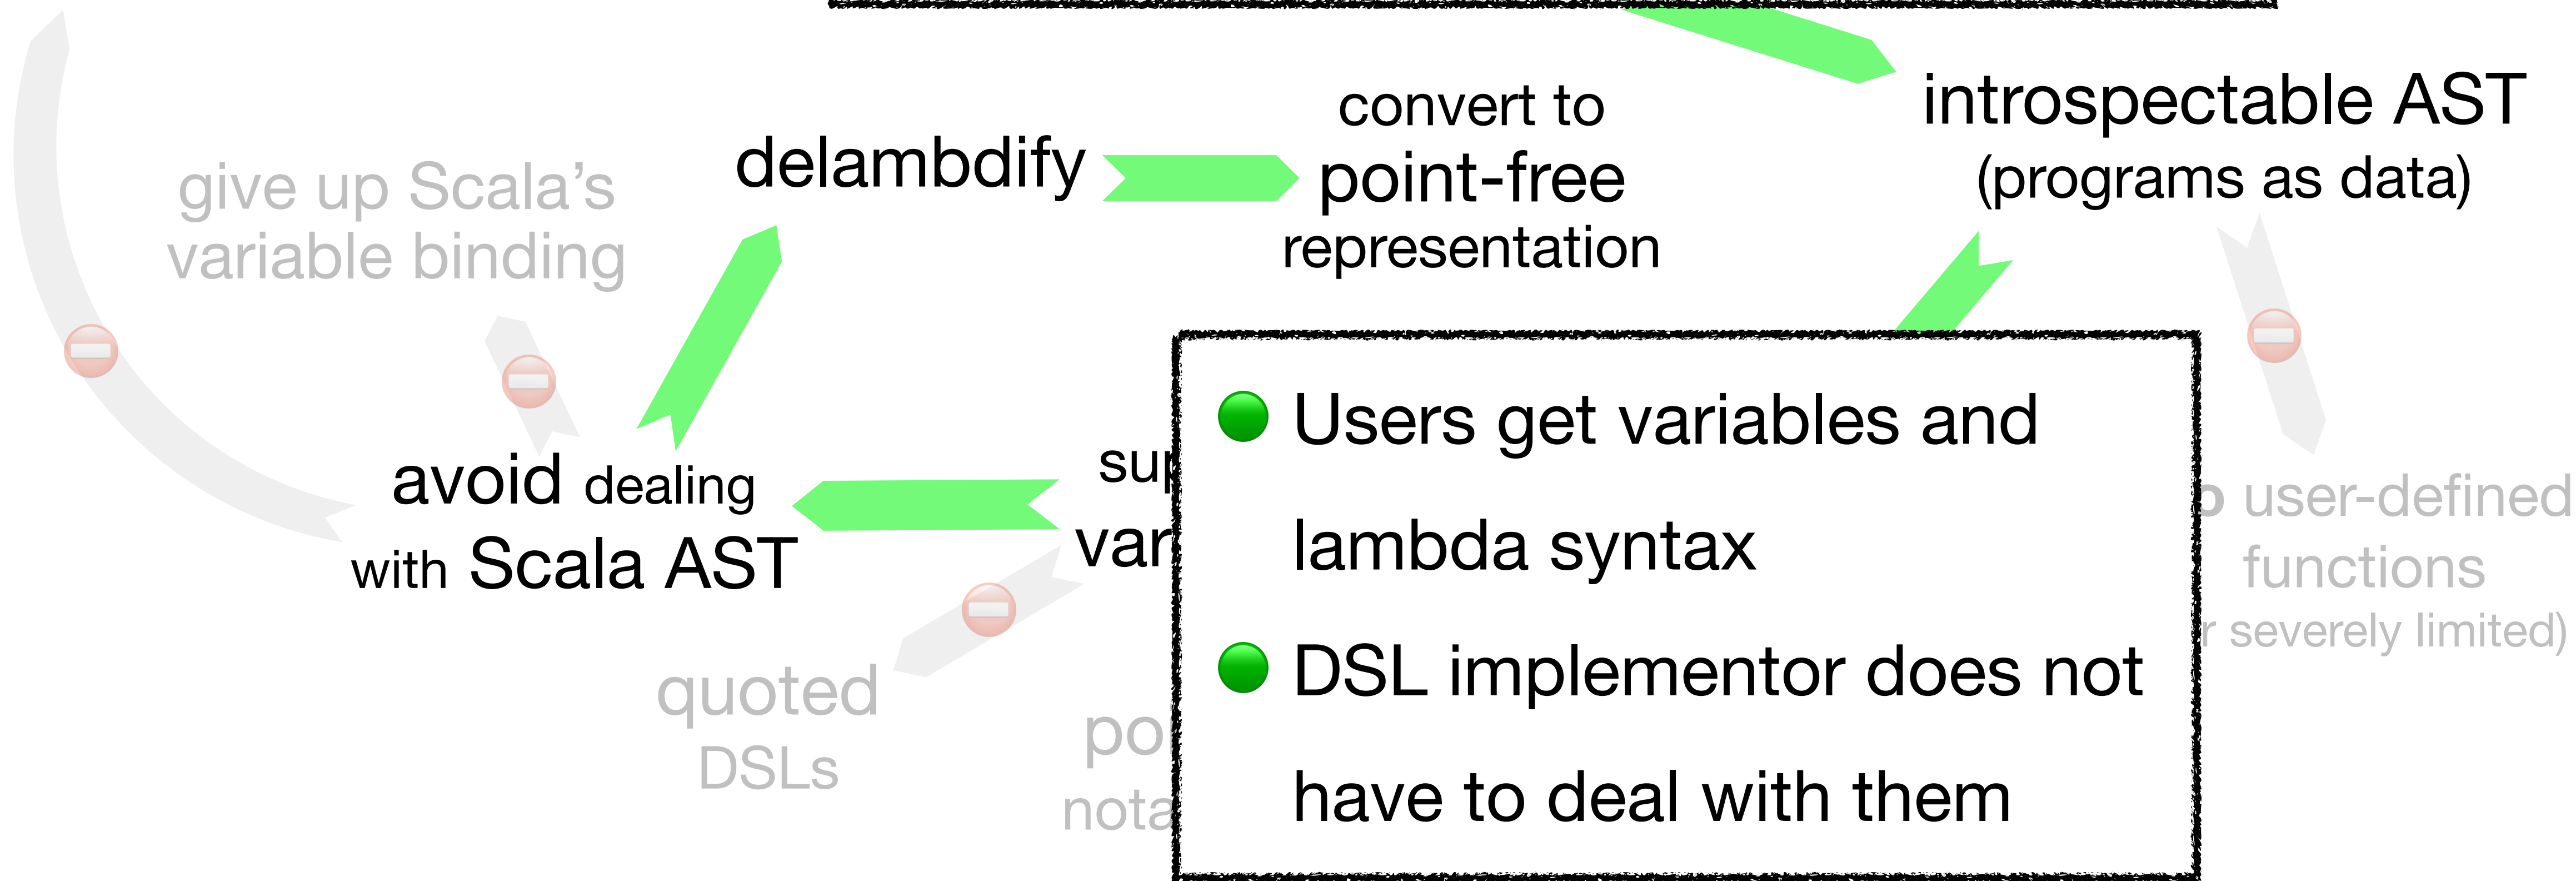 introspectable AST
(programs as data)
convert to
point-free
representation
delambdify
give up Scala's
variable binding
avoid dealing
with Scala AST
Users get variables and
lambda syntax
DSL implementor does not
have to deal with them
user-defined
functions
severely limited)
quoted
DSLs